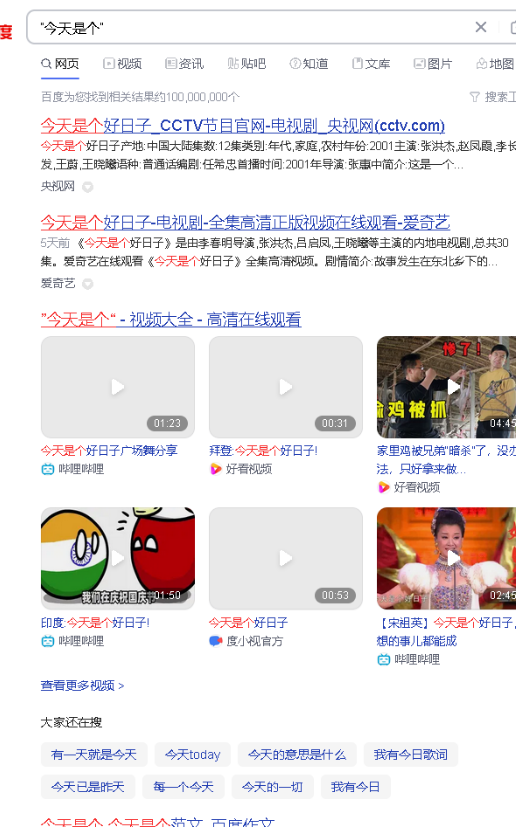 度
"今天是个"
网页 视频 资讯 贴吧 知道 文库 图片 地图
百度为您找到相关结果约100,000,000个 搜索工
今天是个好日子_CCTV节目官网-电视剧_央视网(cctv.com)
今天是个好日子产地:中国大陆集数:12集类别:年代,家庭,农村年份:2001主演:张洪杰,赵凤霞,李长
发,王蔚,王晓曦语种:普通话编剧:任希忠首播时间:2001年导演:张惠中简介:这是一个...
央视网
今天是个好日子-电视剧-全集高清正版视频在线观看-爱奇艺
5天前 《今天是个好日子》是由李春明导演,张洪杰,吕启凤,王晓曦等主演的内地电视剧,总共30
集。爱奇艺在线观看《今天是个好日子》全集高清视频。剧情简介:故事发生在东北乡下的...
爱奇艺
"今天是个" - 视频大全 - 高清在线观看
惨了!
偷鸡被抓
01:23 00:31 04:45
今天是个好日子广场舞分享 拜登:今天是个好日子! 家里鸡被兄弟"暗杀"了，没办
哔哩哔哩 好看视频 法，只好拿来做...
好看视频
我们在庆祝国庆节
01:50 00:53 02:45
印度:今天是个好日子! 今天是个好日子 【宋祖英】今天是个好日子,
哔哩哔哩 度小视官方 想的事儿都能成
哔哩哔哩
查看更多视频 >
大家还在搜
有一天就是今天 今天today 今天的意思是什么 我有今日歌词
今天已是昨天 每一个今天 今天的一切 我有今日
今天是个,今天是个范文_百度作文